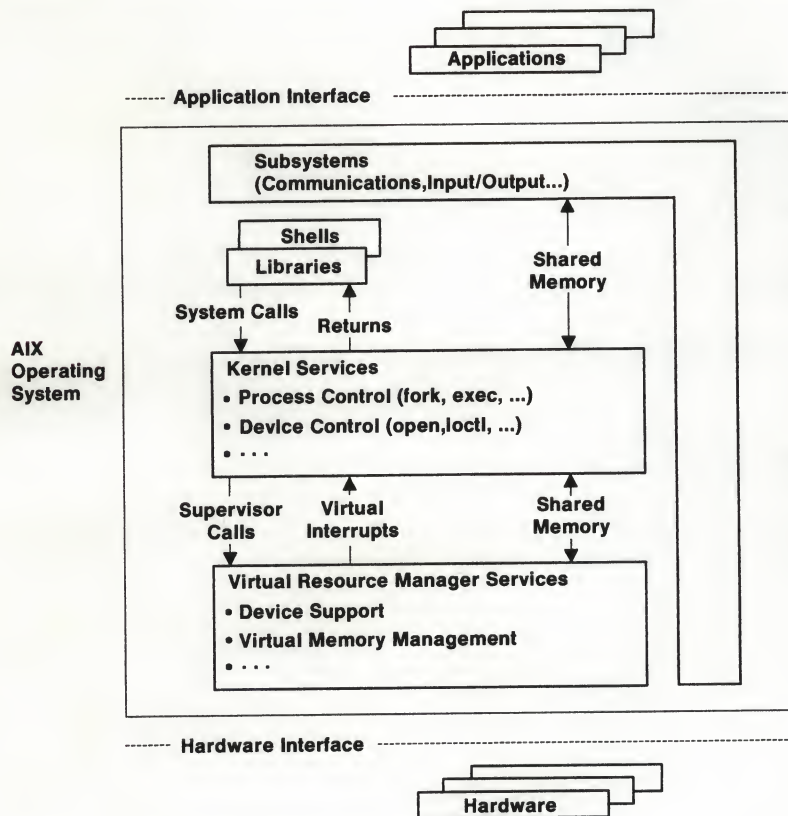 Applications
Application Interface
Subsystems
(Communications,Input/Output...)
Shells
Libraries
Shared
Memory
System Calls
Returns
AIX
Operating
System
Kernel Services
• Process Control (fork, exec, ...)
• Device Control (open,ioctl, ...)
• . . .
Supervisor
Calls
Virtual
Interrupts
Shared
Memory
Virtual Resource Manager Services
• Device Support
• Virtual Memory Management
• . . .
Hardware Interface
Hardware